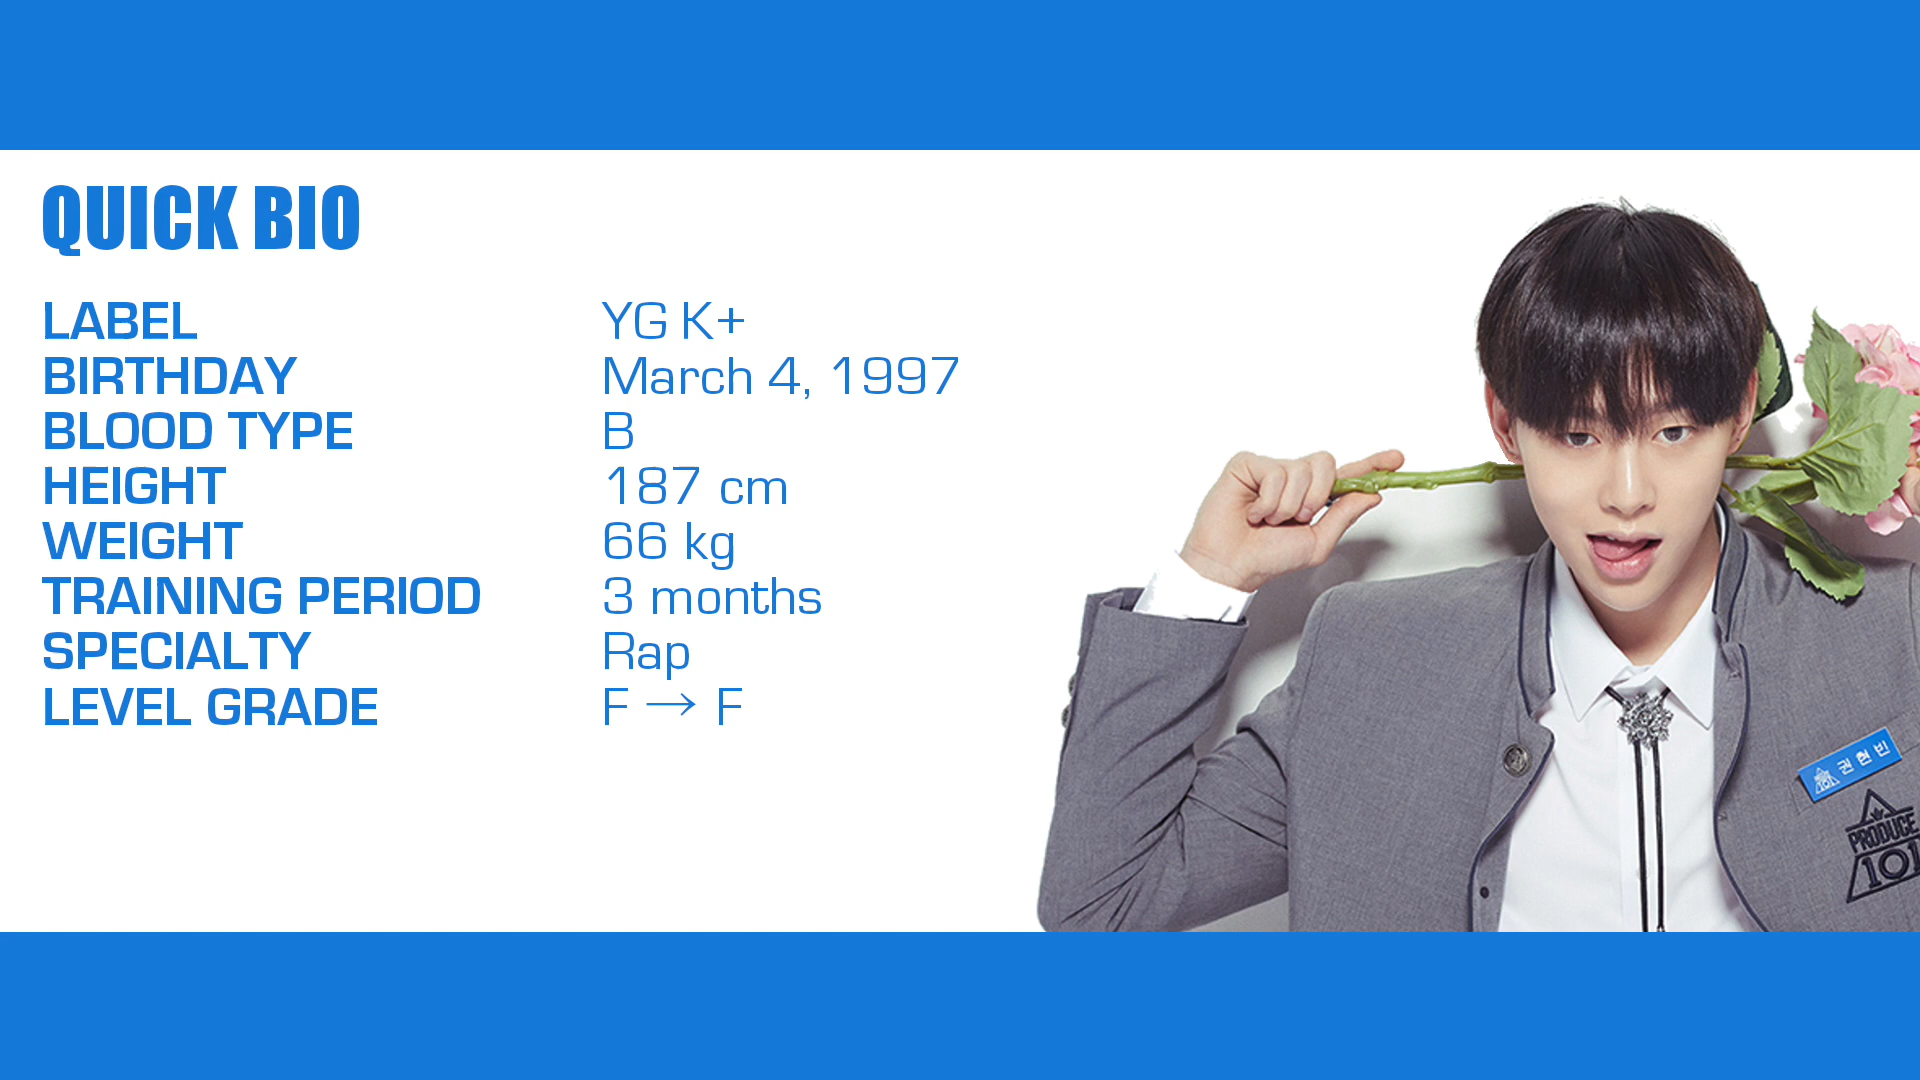 QUICK BIO
LABEL YG K+
BIRTHDAY March 4, 1997
BLOOD TYPE B
HEIGHT 187 cm
WEIGHT 66 kg
TRAINING PERIOD 3 months
SPECIALTY Rap
LEVEL GRADE F → F
101 권현빈
PRODUCE
101